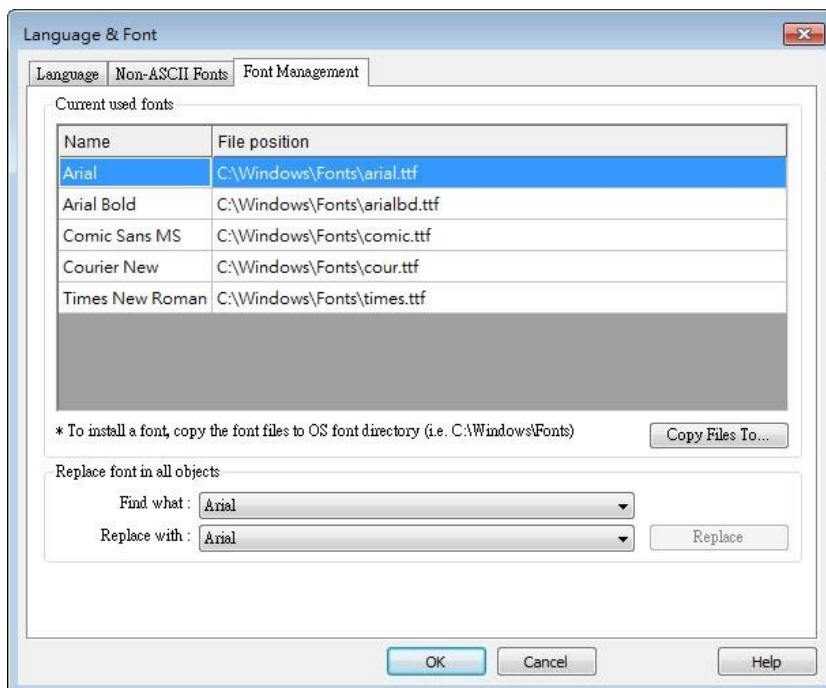 Language & Font
Language Non-ASCII Fonts Font Management
Current used fonts
Name File position
Arial C:\Windows\Fonts\arial.ttf
Arial Bold C:\Windows\Fonts\arialbd.ttf
Comic Sans MS C:\Windows\Fonts\comic.ttf
Courier New C:\Windows\Fonts\cour.ttf
Times New Roman C:\Windows\Fonts\times.ttf
* To install a font, copy the font files to OS font directory (i.e. C:\Windows\Fonts) Copy Files To...
Replace font in all objects
Find what : Arial
Replace with : Arial Replace
OK Cancel Help